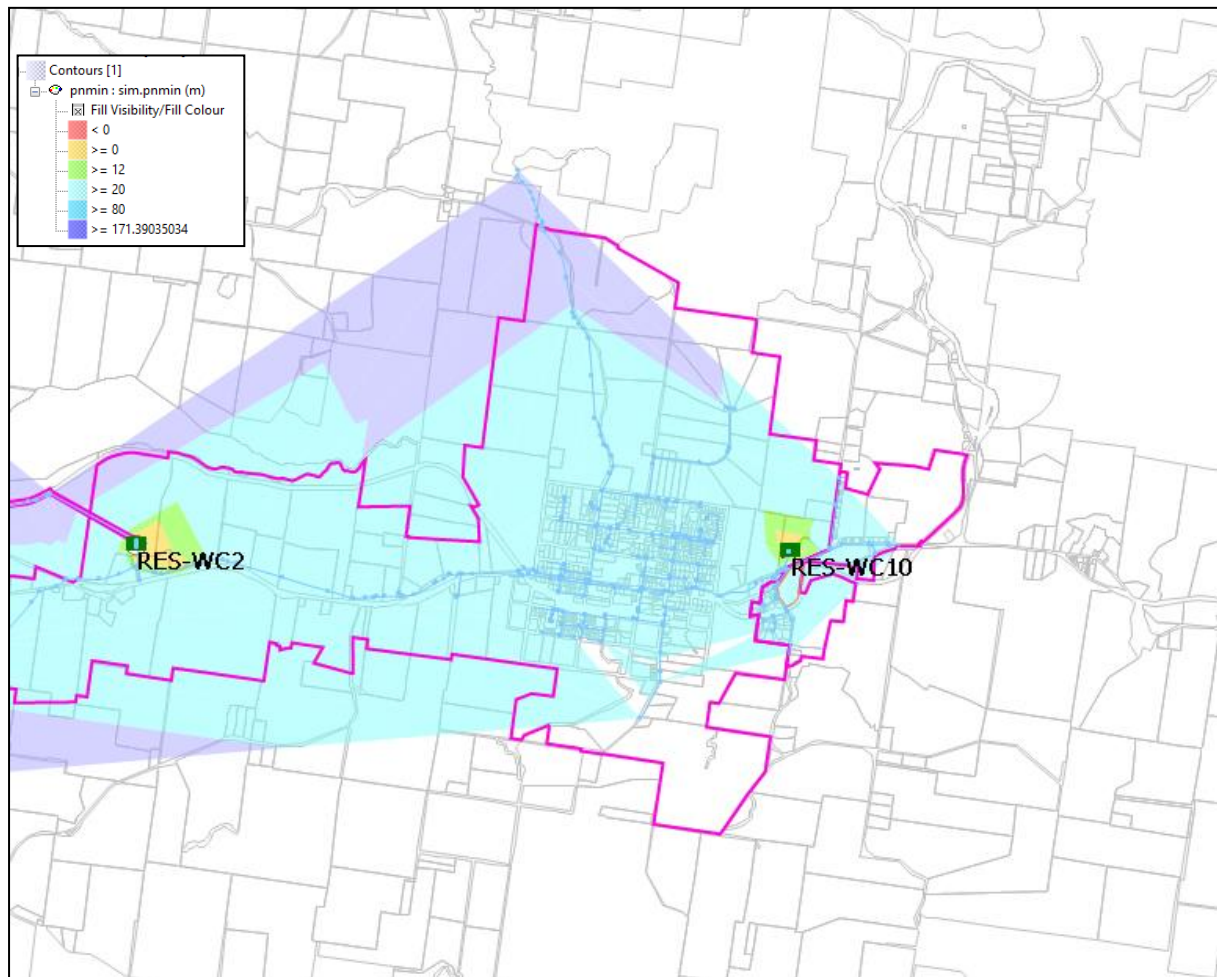 Contours [1]
pnmin : sim.pnmin (m)
Fill Visibility/Fill Colour
< 0
>= 0
>= 12
>= 20
>= 80
>= 171.39035034
RES-WC2
RES-WC10